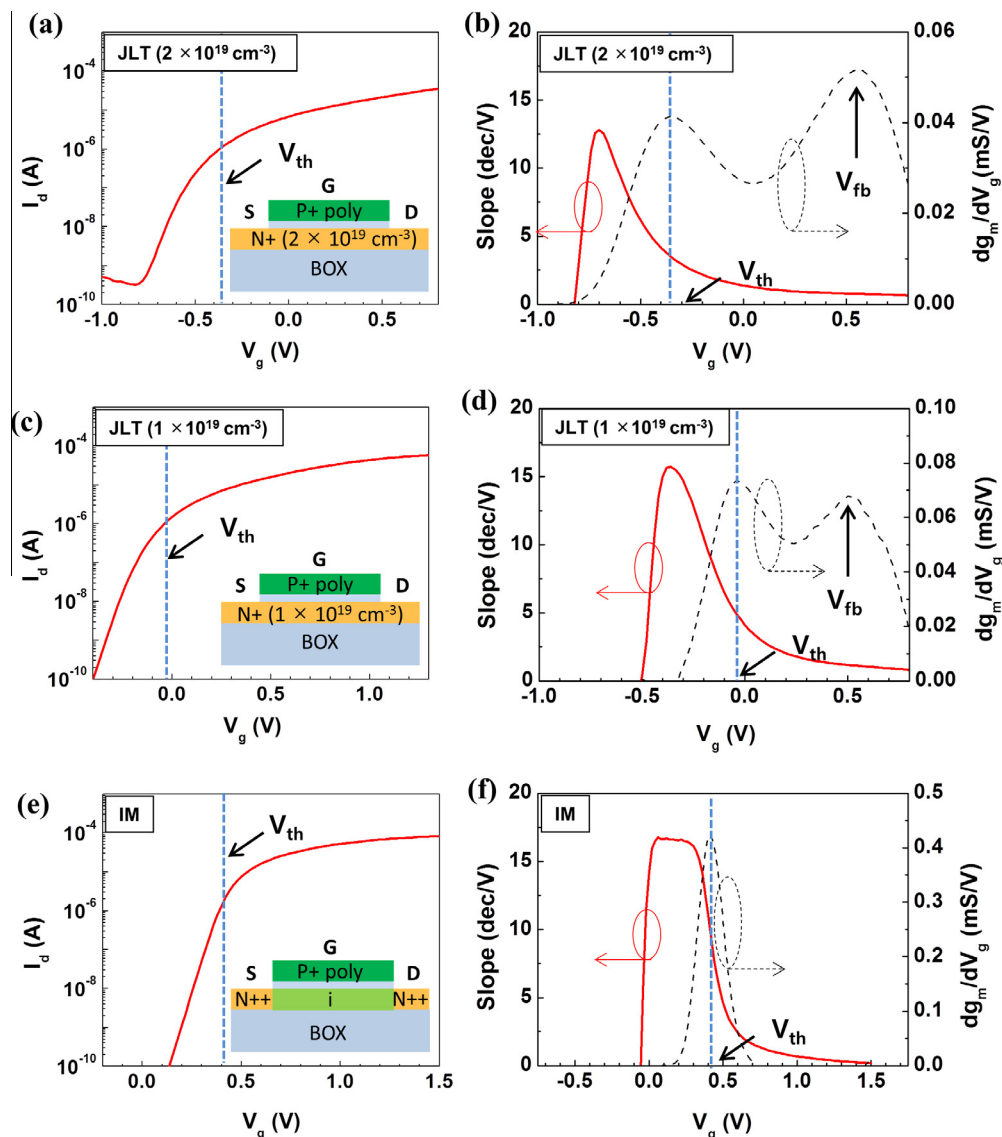 (a)
JLT (2 ×10¹⁹ cm⁻³)
10⁻⁴
10⁻⁶
10⁻⁸
10⁻¹⁰
I_d (A)
V_th
G
S
P+ poly
D
N+ (2 × 10¹⁹ cm⁻³)
BOX
-1.0
-0.5
0.0
0.5
V_g (V)
(b)
JLT (2 ×10¹⁹ cm⁻³)
20
15
10
5
0
Slope (dec/V)
0.06
0.04
0.02
0.00
dg_m/dV_g(mS/V)
V_fb
V_th
-1.0
-0.5
0.0
0.5
V_g (V)
(c)
JLT (1 ×10¹⁹ cm⁻³)
10⁻⁴
10⁻⁶
10⁻⁸
10⁻¹⁰
I_d (A)
V_th
G
S
P+ poly
D
N+ (1 × 10¹⁹ cm⁻³)
BOX
0.0
0.5
1.0
V_g (V)
(d)
JLT (1 ×10¹⁹ cm⁻³)
20
15
10
5
0
Slope (dec/V)
0.10
0.08
0.06
0.04
0.02
0.00
dg_m/dV_g (mS/V)
V_fb
V_th
-1.0
-0.5
0.0
0.5
V_g (V)
(e)
IM
10⁻⁴
10⁻⁶
10⁻⁸
10⁻¹⁰
I_d (A)
V_th
G
S
P+ poly
D
N++
i
N++
BOX
0.0
0.5
1.0
1.5
V_g (V)
(f)
IM
20
15
10
5
0
Slope (dec/V)
0.5
0.4
0.3
0.2
0.1
0.0
dg_m/dV_g (mS/V)
V_th
-0.5
0.0
0.5
1.0
1.5
V_g (V)